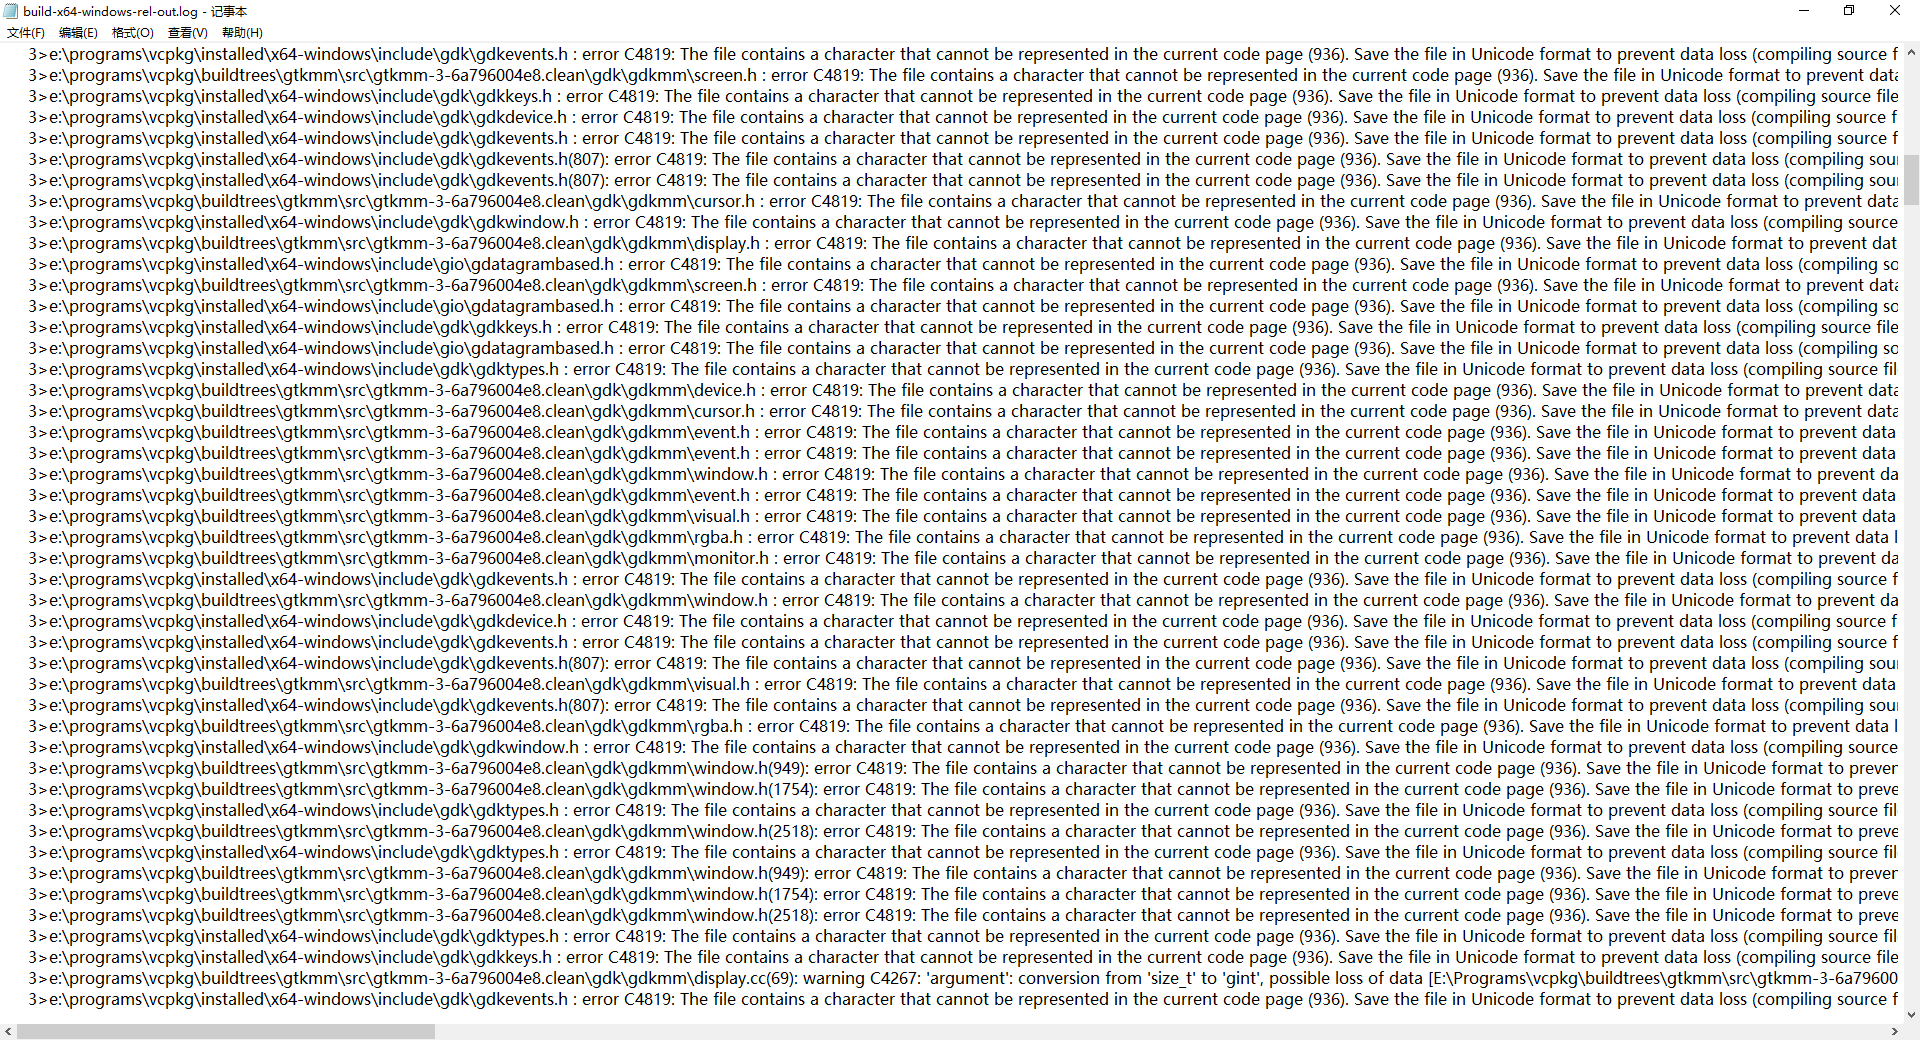 build-x64-windows-rel-out.log - 记事本
文件(F) 编辑(E) 格式(O) 查看(V) 帮助(H)
3>e:\programs\vcpkg\installed\x64-windows\include\gdk\gdkevents.h : error C4819: The file contains a character that cannot be represented in the current code page (936). Save the file in Unicode format to prevent data loss (compiling source f
3>e:\programs\vcpkg\buildtrees\gtkmm\src\gtkmm-3-6a796004e8.clean\gdk\gdkmm\screen.h : error C4819: The file contains a character that cannot be represented in the current code page (936). Save the file in Unicode format to prevent data
3>e:\programs\vcpkg\installed\x64-windows\include\gdk\gdkkeys.h : error C4819: The file contains a character that cannot be represented in the current code page (936). Save the file in Unicode format to prevent data loss (compiling source file
3>e:\programs\vcpkg\installed\x64-windows\include\gdk\gdkdevice.h : error C4819: The file contains a character that cannot be represented in the current code page (936). Save the file in Unicode format to prevent data loss (compiling source f
3>e:\programs\vcpkg\installed\x64-windows\include\gdk\gdkevents.h : error C4819: The file contains a character that cannot be represented in the current code page (936). Save the file in Unicode format to prevent data loss (compiling source f
3>e:\programs\vcpkg\installed\x64-windows\include\gdk\gdkevents.h(807): error C4819: The file contains a character that cannot be represented in the current code page (936). Save the file in Unicode format to prevent data loss (compiling sou
3>e:\programs\vcpkg\installed\x64-windows\include\gdk\gdkevents.h(807): error C4819: The file contains a character that cannot be represented in the current code page (936). Save the file in Unicode format to prevent data loss (compiling sou
3>e:\programs\vcpkg\buildtrees\gtkmm\src\gtkmm-3-6a796004e8.clean\gdk\gdkmm\cursor.h : error C4819: The file contains a character that cannot be represented in the current code page (936). Save the file in Unicode format to prevent data
3>e:\programs\vcpkg\installed\x64-windows\include\gdk\gdkwindow.h : error C4819: The file contains a character that cannot be represented in the current code page (936). Save the file in Unicode format to prevent data loss (compiling source
3>e:\programs\vcpkg\buildtrees\gtkmm\src\gtkmm-3-6a796004e8.clean\gdk\gdkmm\display.h : error C4819: The file contains a character that cannot be represented in the current code page (936). Save the file in Unicode format to prevent dat
3>e:\programs\vcpkg\installed\x64-windows\include\gio\gdatagrambased.h : error C4819: The file contains a character that cannot be represented in the current code page (936). Save the file in Unicode format to prevent data loss (compiling so
3>e:\programs\vcpkg\buildtrees\gtkmm\src\gtkmm-3-6a796004e8.clean\gdk\gdkmm\screen.h : error C4819: The file contains a character that cannot be represented in the current code page (936). Save the file in Unicode format to prevent data
3>e:\programs\vcpkg\installed\x64-windows\include\gio\gdatagrambased.h : error C4819: The file contains a character that cannot be represented in the current code page (936). Save the file in Unicode format to prevent data loss (compiling so
3>e:\programs\vcpkg\installed\x64-windows\include\gdk\gdkkeys.h : error C4819: The file contains a character that cannot be represented in the current code page (936). Save the file in Unicode format to prevent data loss (compiling source file
3>e:\programs\vcpkg\installed\x64-windows\include\gio\gdatagrambased.h : error C4819: The file contains a character that cannot be represented in the current code page (936). Save the file in Unicode format to prevent data loss (compiling so
3>e:\programs\vcpkg\installed\x64-windows\include\gdk\gdktypes.h : error C4819: The file contains a character that cannot be represented in the current code page (936). Save the file in Unicode format to prevent data loss (compiling source fil
3>e:\programs\vcpkg\buildtrees\gtkmm\src\gtkmm-3-6a796004e8.clean\gdk\gdkmm\device.h : error C4819: The file contains a character that cannot be represented in the current code page (936). Save the file in Unicode format to prevent data
3>e:\programs\vcpkg\buildtrees\gtkmm\src\gtkmm-3-6a796004e8.clean\gdk\gdkmm\cursor.h : error C4819: The file contains a character that cannot be represented in the current code page (936). Save the file in Unicode format to prevent data
3>e:\programs\vcpkg\buildtrees\gtkmm\src\gtkmm-3-6a796004e8.clean\gdk\gdkmm\event.h : error C4819: The file contains a character that cannot be represented in the current code page (936). Save the file in Unicode format to prevent data
3>e:\programs\vcpkg\buildtrees\gtkmm\src\gtkmm-3-6a796004e8.clean\gdk\gdkmm\event.h : error C4819: The file contains a character that cannot be represented in the current code page (936). Save the file in Unicode format to prevent data
3>e:\programs\vcpkg\buildtrees\gtkmm\src\gtkmm-3-6a796004e8.clean\gdk\gdkmm\window.h : error C4819: The file contains a character that cannot be represented in the current code page (936). Save the file in Unicode format to prevent da
3>e:\programs\vcpkg\buildtrees\gtkmm\src\gtkmm-3-6a796004e8.clean\gdk\gdkmm\event.h : error C4819: The file contains a character that cannot be represented in the current code page (936). Save the file in Unicode format to prevent data
3>e:\programs\vcpkg\buildtrees\gtkmm\src\gtkmm-3-6a796004e8.clean\gdk\gdkmm\visual.h : error C4819: The file contains a character that cannot be represented in the current code page (936). Save the file in Unicode format to prevent data
3>e:\programs\vcpkg\buildtrees\gtkmm\src\gtkmm-3-6a796004e8.clean\gdk\gdkmm\rgba.h : error C4819: The file contains a character that cannot be represented in the current code page (936). Save the file in Unicode format to prevent data l
3>e:\programs\vcpkg\buildtrees\gtkmm\src\gtkmm-3-6a796004e8.clean\gdk\gdkmm\monitor.h : error C4819: The file contains a character that cannot be represented in the current code page (936). Save the file in Unicode format to prevent da
3>e:\programs\vcpkg\installed\x64-windows\include\gdk\gdkevents.h : error C4819: The file contains a character that cannot be represented in the current code page (936). Save the file in Unicode format to prevent data loss (compiling source f
3>e:\programs\vcpkg\buildtrees\gtkmm\src\gtkmm-3-6a796004e8.clean\gdk\gdkmm\window.h : error C4819: The file contains a character that cannot be represented in the current code page (936). Save the file in Unicode format to prevent da
3>e:\programs\vcpkg\installed\x64-windows\include\gdk\gdkdevice.h : error C4819: The file contains a character that cannot be represented in the current code page (936). Save the file in Unicode format to prevent data loss (compiling source f
3>e:\programs\vcpkg\installed\x64-windows\include\gdk\gdkevents.h : error C4819: The file contains a character that cannot be represented in the current code page (936). Save the file in Unicode format to prevent data loss (compiling source f
3>e:\programs\vcpkg\installed\x64-windows\include\gdk\gdkevents.h(807): error C4819: The file contains a character that cannot be represented in the current code page (936). Save the file in Unicode format to prevent data loss (compiling sou
3>e:\programs\vcpkg\buildtrees\gtkmm\src\gtkmm-3-6a796004e8.clean\gdk\gdkmm\visual.h : error C4819: The file contains a character that cannot be represented in the current code page (936). Save the file in Unicode format to prevent data
3>e:\programs\vcpkg\installed\x64-windows\include\gdk\gdkevents.h(807): error C4819: The file contains a character that cannot be represented in the current code page (936). Save the file in Unicode format to prevent data loss (compiling sou
3>e:\programs\vcpkg\buildtrees\gtkmm\src\gtkmm-3-6a796004e8.clean\gdk\gdkmm\rgba.h : error C4819: The file contains a character that cannot be represented in the current code page (936). Save the file in Unicode format to prevent data l
3>e:\programs\vcpkg\installed\x64-windows\include\gdk\gdkwindow.h : error C4819: The file contains a character that cannot be represented in the current code page (936). Save the file in Unicode format to prevent data loss (compiling source
3>e:\programs\vcpkg\buildtrees\gtkmm\src\gtkmm-3-6a796004e8.clean\gdk\gdkmm\window.h(949): error C4819: The file contains a character that cannot be represented in the current code page (936). Save the file in Unicode format to preven
3>e:\programs\vcpkg\buildtrees\gtkmm\src\gtkmm-3-6a796004e8.clean\gdk\gdkmm\window.h(1754): error C4819: The file contains a character that cannot be represented in the current code page (936). Save the file in Unicode format to preve
3>e:\programs\vcpkg\installed\x64-windows\include\gdk\gdktypes.h : error C4819: The file contains a character that cannot be represented in the current code page (936). Save the file in Unicode format to prevent data loss (compiling source fil
3>e:\programs\vcpkg\buildtrees\gtkmm\src\gtkmm-3-6a796004e8.clean\gdk\gdkmm\window.h(2518): error C4819: The file contains a character that cannot be represented in the current code page (936). Save the file in Unicode format to preve
3>e:\programs\vcpkg\installed\x64-windows\include\gdk\gdktypes.h : error C4819: The file contains a character that cannot be represented in the current code page (936). Save the file in Unicode format to prevent data loss (compiling source fil
3>e:\programs\vcpkg\buildtrees\gtkmm\src\gtkmm-3-6a796004e8.clean\gdk\gdkmm\window.h(949): error C4819: The file contains a character that cannot be represented in the current code page (936). Save the file in Unicode format to preven
3>e:\programs\vcpkg\buildtrees\gtkmm\src\gtkmm-3-6a796004e8.clean\gdk\gdkmm\window.h(1754): error C4819: The file contains a character that cannot be represented in the current code page (936). Save the file in Unicode format to preve
3>e:\programs\vcpkg\buildtrees\gtkmm\src\gtkmm-3-6a796004e8.clean\gdk\gdkmm\window.h(2518): error C4819: The file contains a character that cannot be represented in the current code page (936). Save the file in Unicode format to preve
3>e:\programs\vcpkg\installed\x64-windows\include\gdk\gdktypes.h : error C4819: The file contains a character that cannot be represented in the current code page (936). Save the file in Unicode format to prevent data loss (compiling source fil
3>e:\programs\vcpkg\installed\x64-windows\include\gdk\gdkkeys.h : error C4819: The file contains a character that cannot be represented in the current code page (936). Save the file in Unicode format to prevent data loss (compiling source file
3>e:\programs\vcpkg\buildtrees\gtkmm\src\gtkmm-3-6a796004e8.clean\gdk\gdkmm\display.cc(69): warning C4267: 'argument': conversion from 'size_t' to 'gint', possible loss of data [E:\Programs\vcpkg\buildtrees\gtkmm\src\gtkmm-3-6a79600
3>e:\programs\vcpkg\installed\x64-windows\include\gdk\gdkevents.h : error C4819: The file contains a character that cannot be represented in the current code page (936). Save the file in Unicode format to prevent data loss (compiling source f